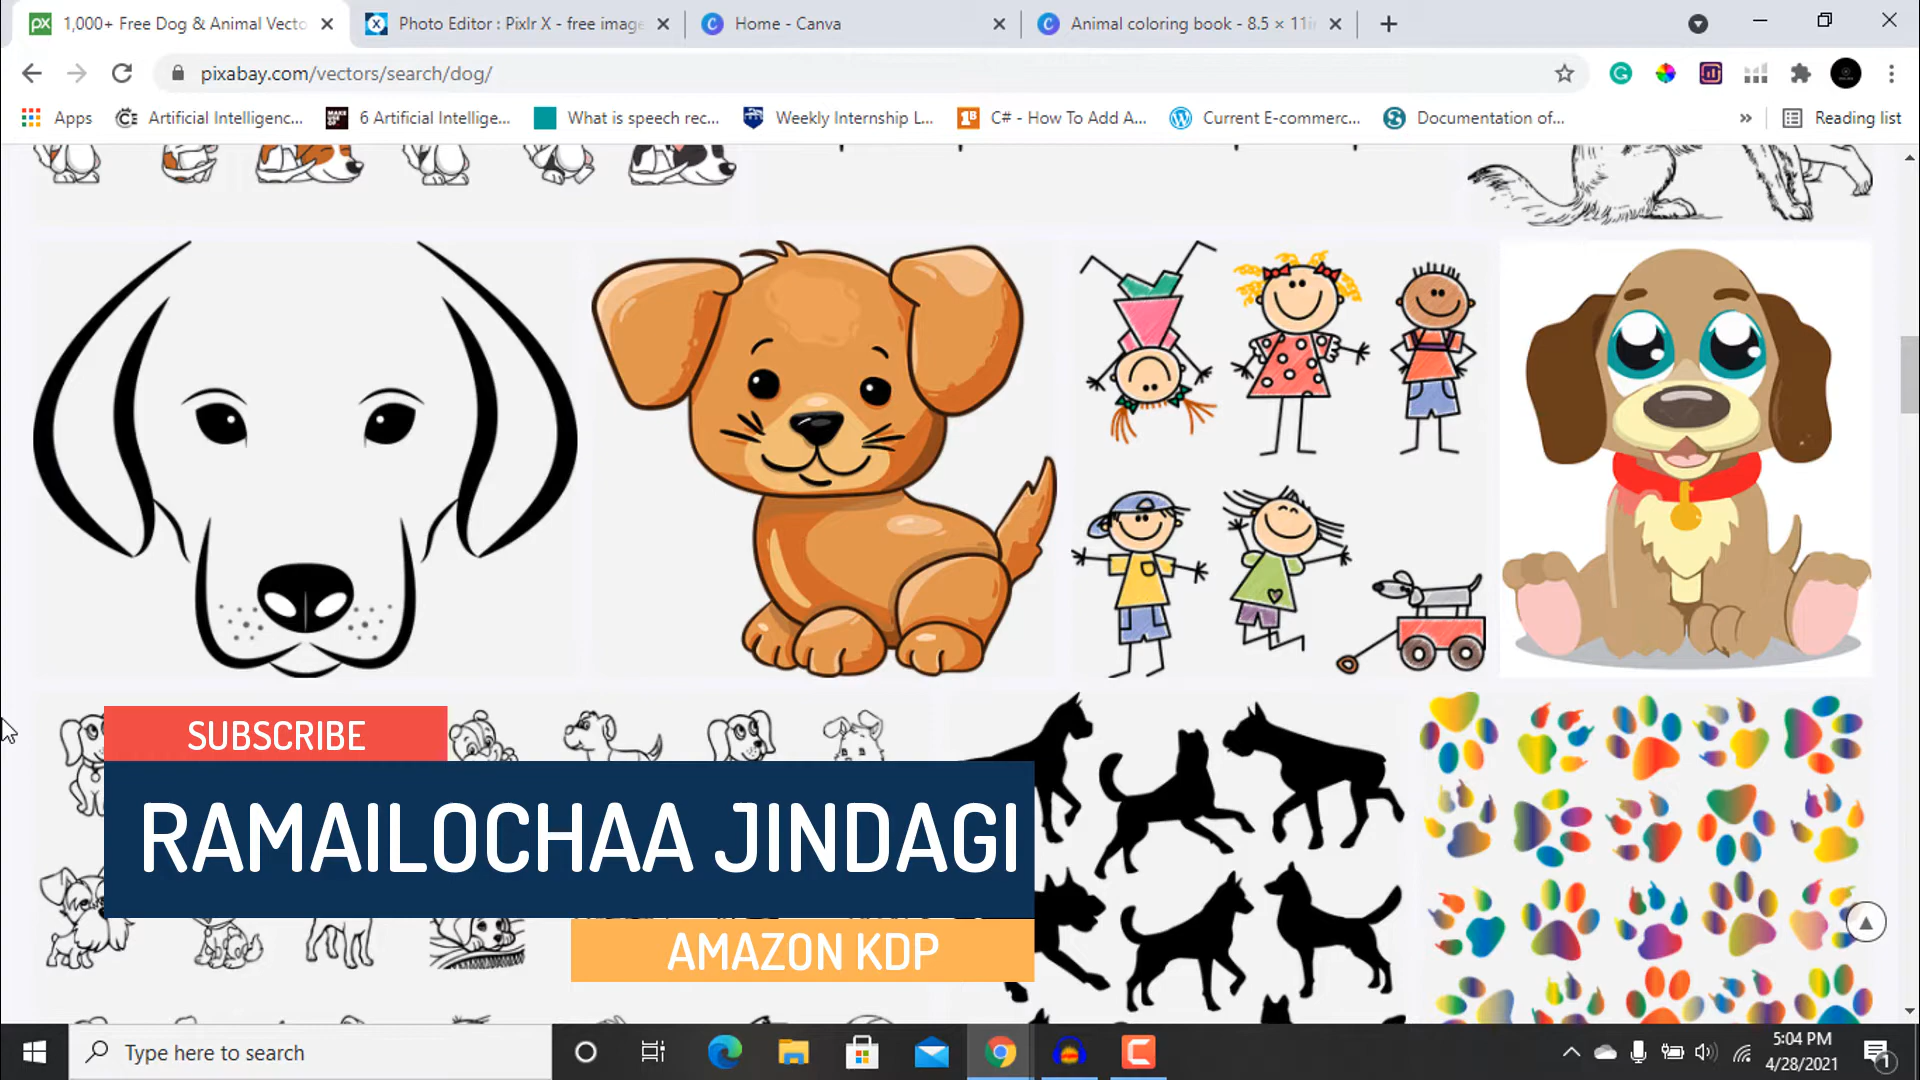 1,000+ Free Dog & Animal Vecto
Photo Editor : Pixlr X - free image
Home - Canva
Animal coloring book - 8.5 × 11in
pixabay.com/vectors/search/dog/
Apps
Artificial Intelligenc...
6 Artificial Intellige...
What is speech rec...
Weekly Internship L...
C# - How To Add A...
Current E-commerc...
Documentation of...
»
Reading list
SUBSCRIBE
RAMAILOCHAA JINDAGI
AMAZON KDP
Type here to search
5:04 PM
4/28/2021
1